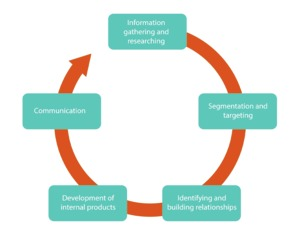 Information
gathering and
researching
Segmentation and
targeting
Identifying and
building relationships
Development of
internal products
Communication